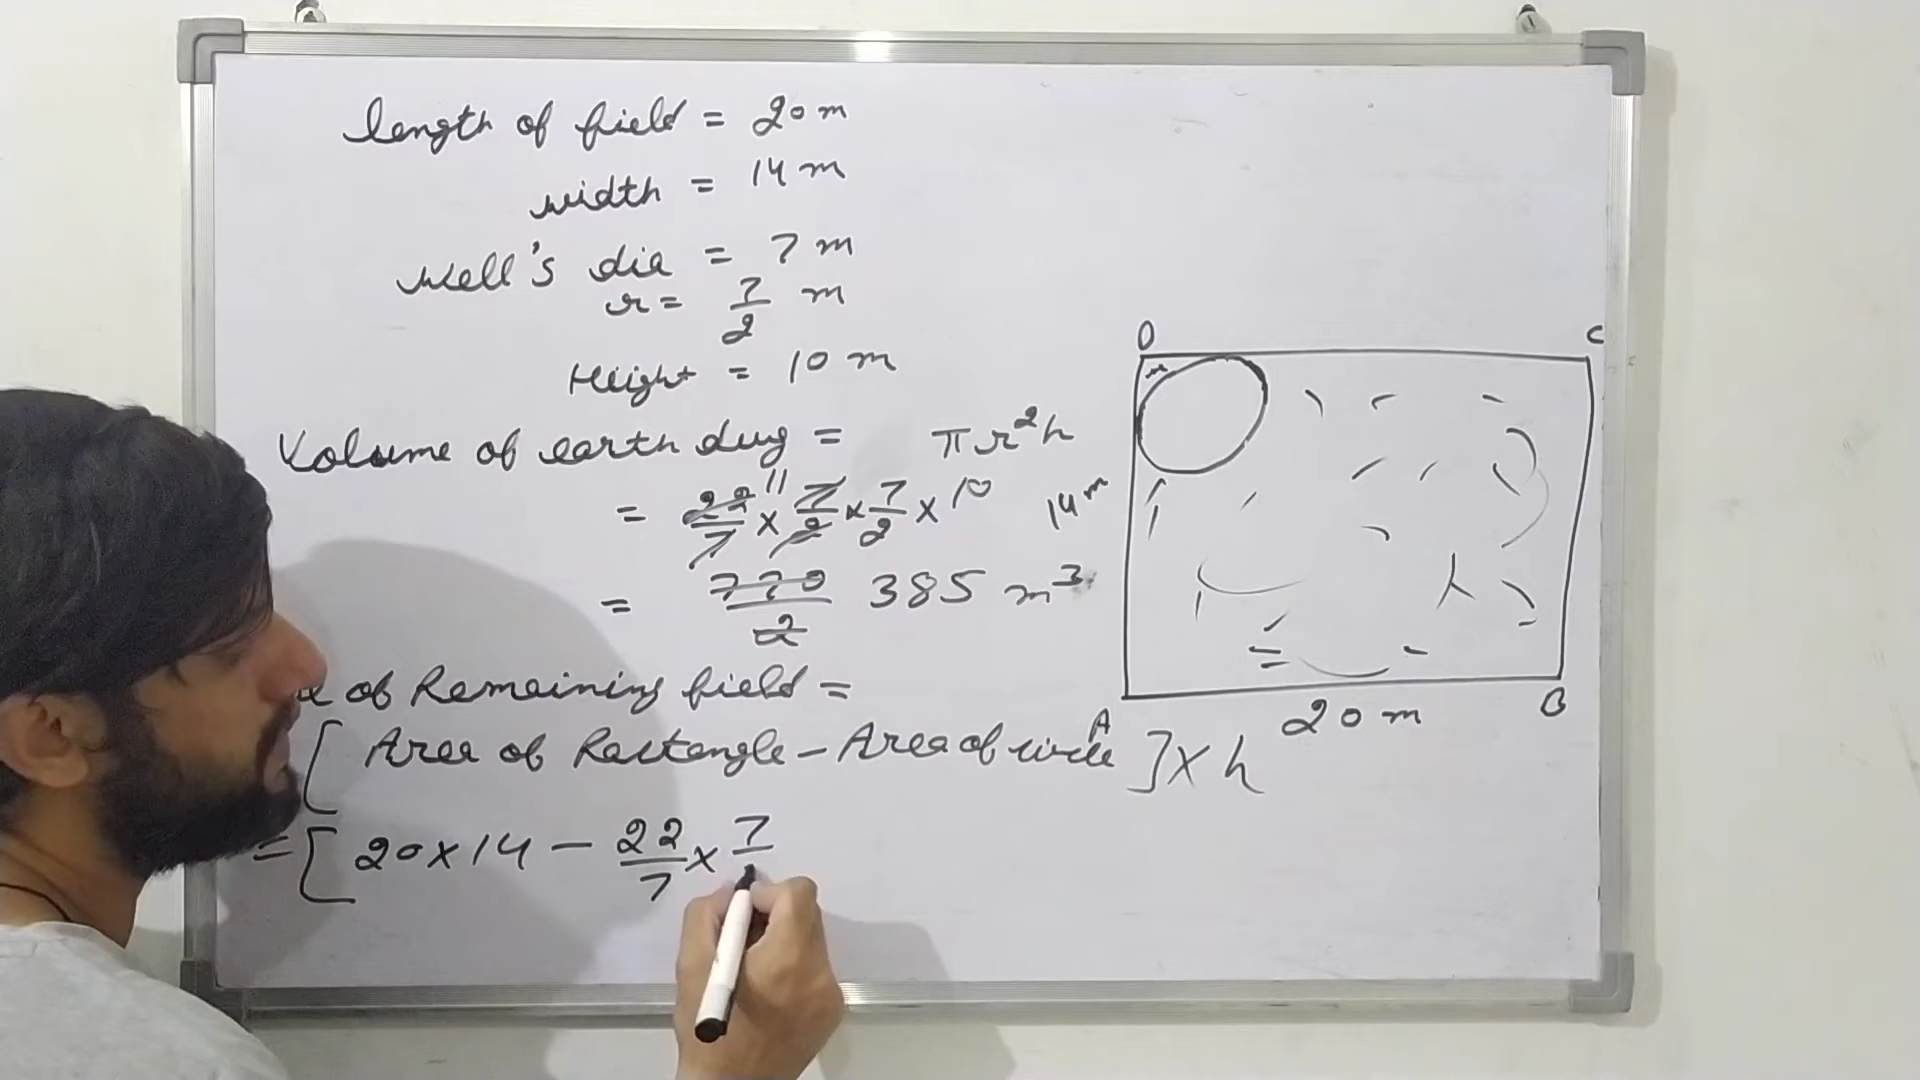 length of field = 20 m
width = 14 m
Well's dia = 7 m
r = 7/2 m
Height = 10 m
Volume of earth dug = πr²h
= 22/7 11 × 7/2 × 7/2 × 10
= 770/2 385 m³
of Remaining field =
[ Area of Rectangle - Area of circle ] × h
= [ 20 × 14 - 22/7 × 7/
D C
14 m
A B
20 m